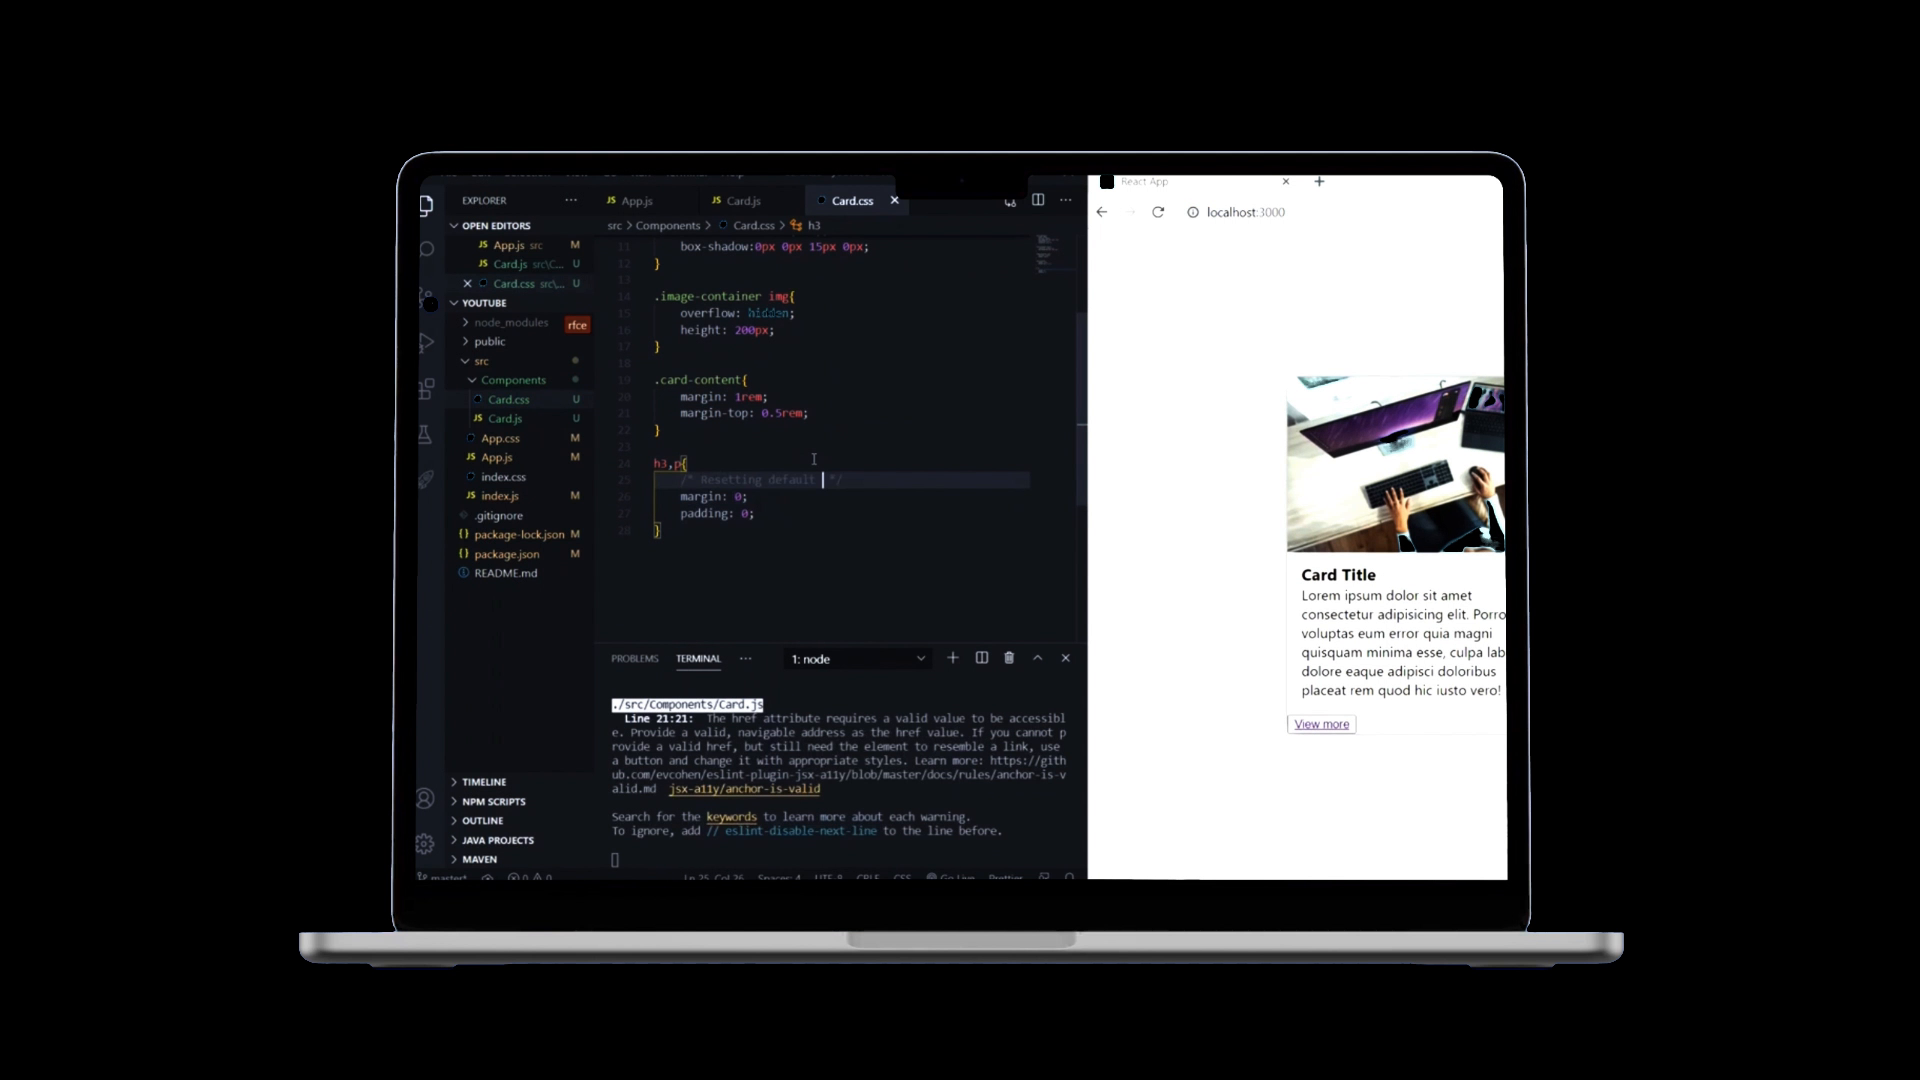 EXPLORER
OPEN EDITORS
JS App.js src M
JS Card.js src\C... U
Card.css src\... U
YOUTUBE
node_modules
rfce
public
src
Components
Card.css U
JS Card.js U
App.css M
JS App.js M
index.css
JS index.js M
.gitignore
{} package-lock.json M
{} package.json M
README.md
TIMELINE
NPM SCRIPTS
OUTLINE
JAVA PROJECTS
MAVEN
JS App.js JS Card.js Card.css
src > Components > Card.css > h3
11 box-shadow:0px 0px 15px 0px;
12 }
13
14 .image-container img{
15 overflow: hidden;
16 height: 200px;
17 }
18
19 .card-content{
20 margin: 1rem;
21 margin-top: 0.5rem;
22 }
23
24 h3,p{
25 /* Resetting default */
26 margin: 0;
27 padding: 0;
28 }
PROBLEMS TERMINAL ... 1: node
./src/Components/Card.js
Line 21:21: The href attribute requires a valid value to be accessibl
e. Provide a valid, navigable address as the href value. If you cannot p
rovide a valid href, but still need the element to resemble a link, use
a button and change it with appropriate styles. Learn more: https://gith
ub.com/evcohen/eslint-plugin-jsx-a11y/blob/master/docs/rules/anchor-is-v
alid.md jsx-a11y/anchor-is-valid
Search for the keywords to learn more about each warning.
To ignore, add // eslint-disable-next-line to the line before.
React App
localhost:3000
Card Title
Lorem ipsum dolor sit amet
consectetur adipisicing elit. Porro
voluptas eum error quia magni
quisquam minima esse, culpa lab
dolore eaque adipisci doloribus
placeat rem quod hic iusto vero!
View more